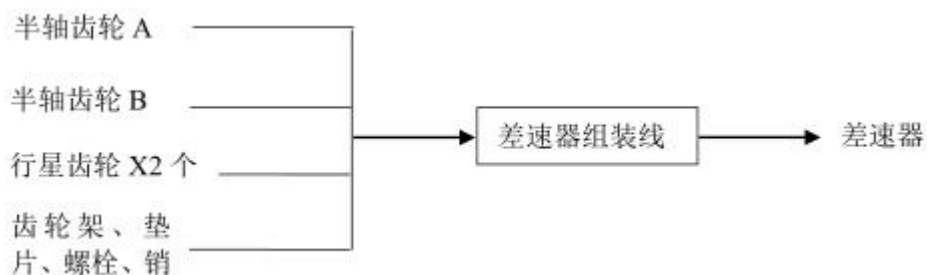 半轴齿轮 A
半轴齿轮 B
行星齿轮 X2 个
齿轮架、垫
片、螺栓、销
差速器组装线
差速器